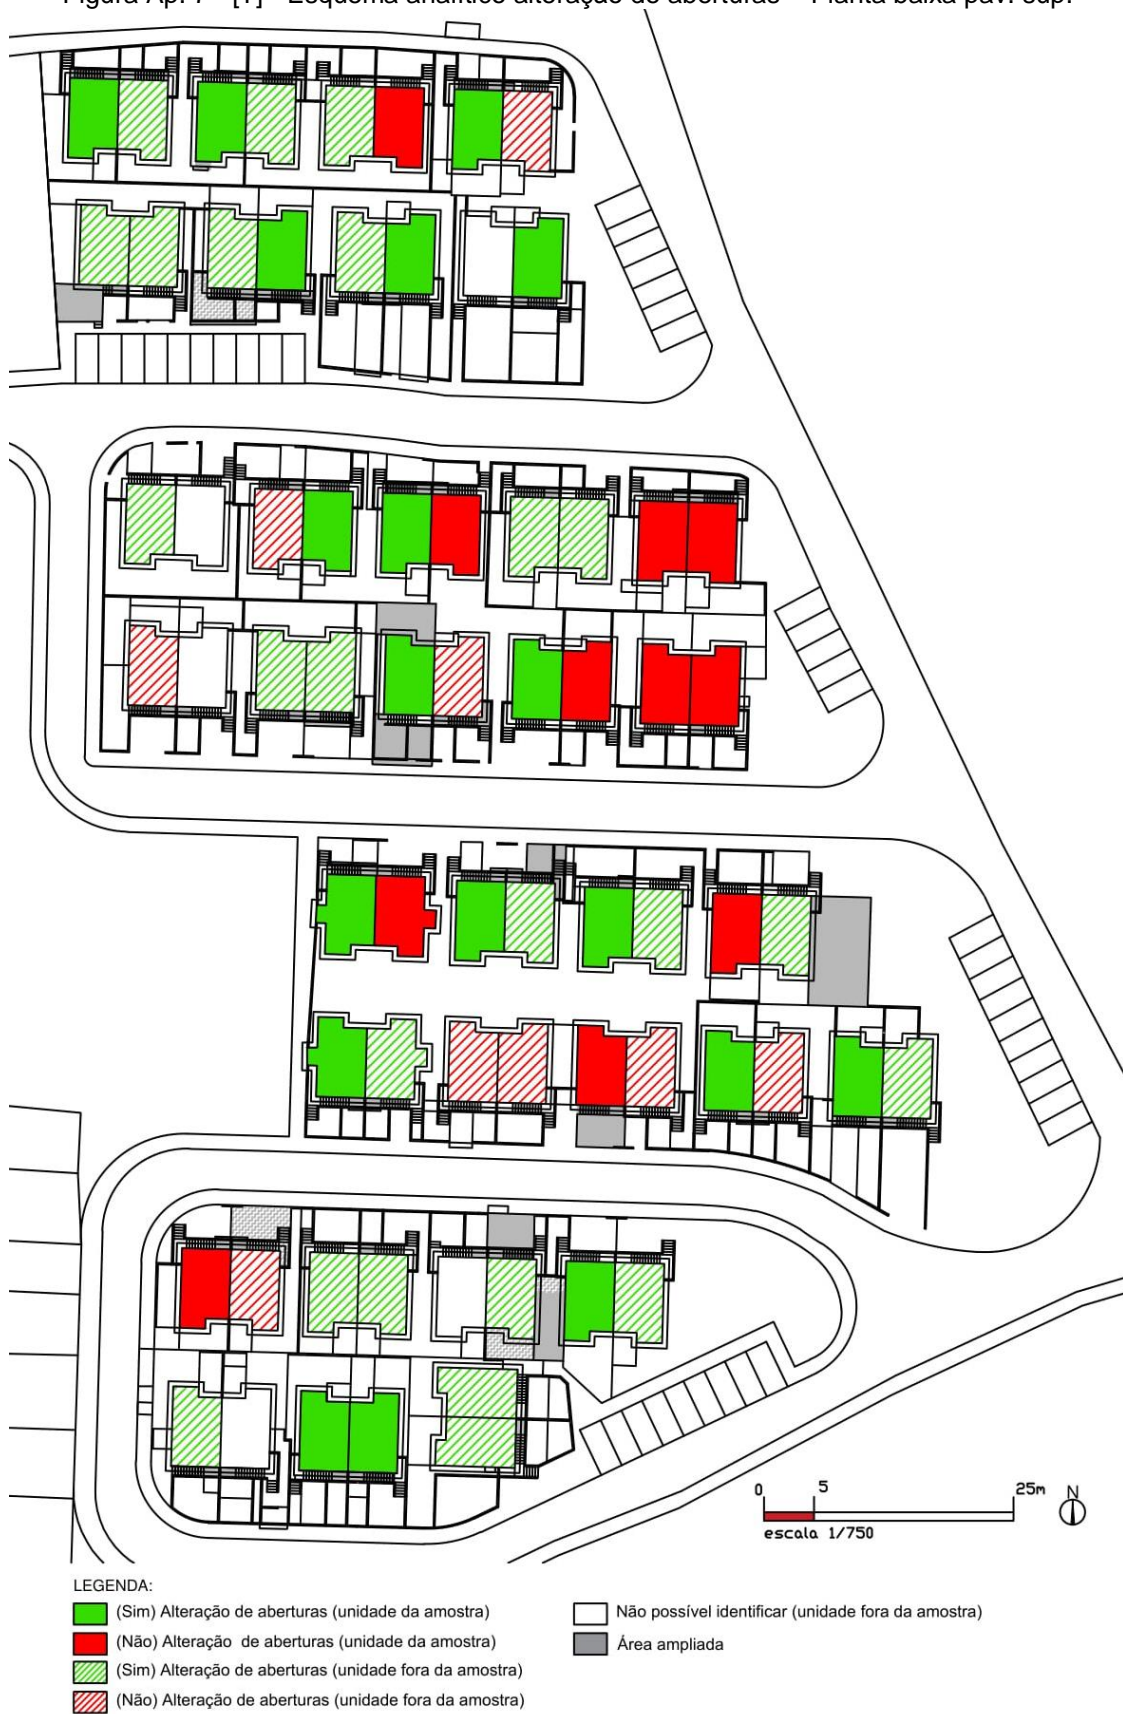 0 5 25m N
escala 1/750
LEGENDA:
(Sim) Alteração de aberturas (unidade da amostra)
(Não) Alteração de aberturas (unidade da amostra)
(Sim) Alteração de aberturas (unidade fora da amostra)
(Não) Alteração de aberturas (unidade fora da amostra)
Não possível identificar (unidade fora da amostra)
Área ampliada